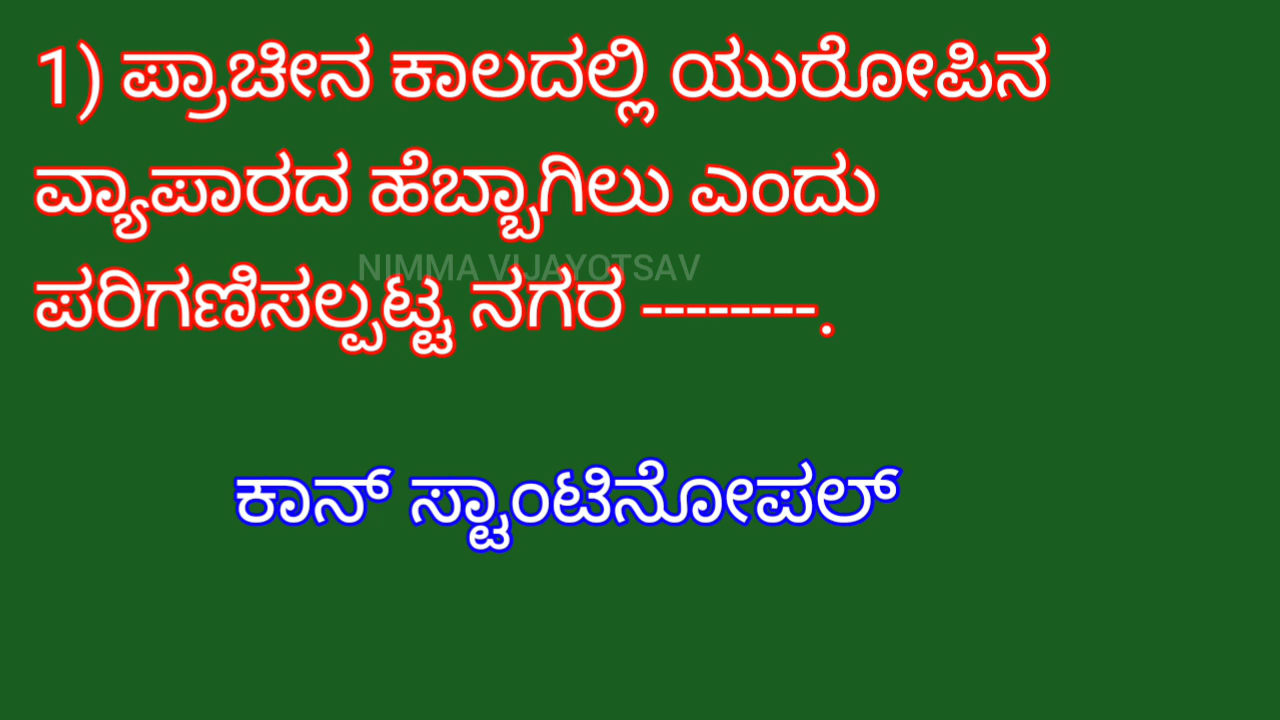 1) ಪ್ರಾಚೀನ ಕಾಲದಲ್ಲಿ ಯುರೋಪಿನ
ವ್ಯಾಪಾರದ ಹೆಬ್ಬಾಗಿಲು ಎಂದು
NIMMA VIJAYOTSAV
ಪರಿಗಣಿಸಲ್ಪಟ್ಟ ನಗರ --------.
ಕಾನ್ ಸ್ಟಾಂಟಿನೋಪಲ್